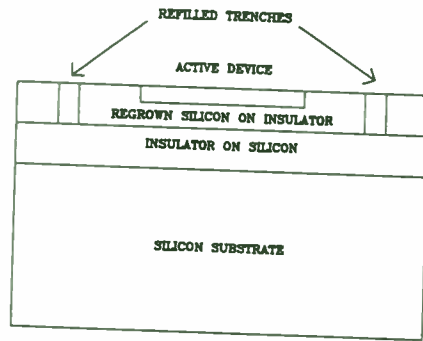 REFILLED TRENCHES
ACTIVE DEVICE
REGROWN SILICON ON INSULATOR
INSULATOR ON SILICON
SILICON SUBSTRATE